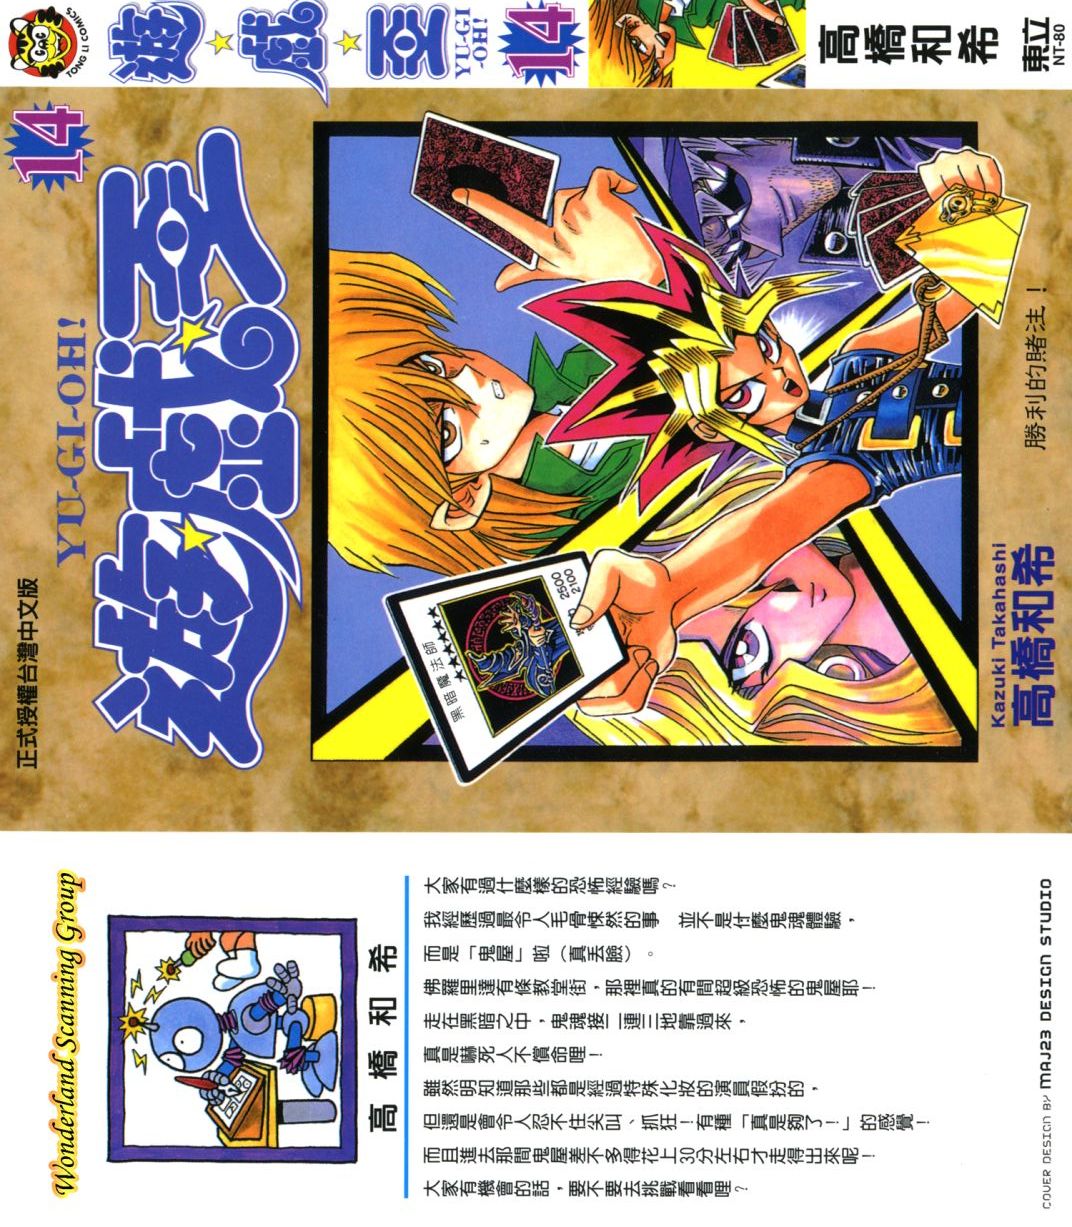 TONG LI COMICS
遊☆戲☆王
YU-GI
-OH!
14
高橋和希
東立
NT-80
14
YU-GI-OH!
遊☆戲☆王
正式授權台灣中文版
勝利的賭注！
黑暗魔法師
★★★★★★★
2500
2100
Kazuki Takahashi
高橋和希
Wonderland Scanning Group
高橋和希
大家有過什麼樣的恐怖經驗嗎？
我經歷過最令人毛骨悚然的事　並不是什麼鬼魂體驗，
而是「鬼屋」啦（真丟臉）。
佛羅里達有條教堂街，那裡真的有間超級恐怖的鬼屋耶！
走在黑暗之中，鬼魂接二連三地靠過來，
真是嚇死人不償命哩！
雖然明知道那些都是經過特殊化妝的演員假扮的，
但還是會令人忍不住尖叫、抓狂！有種「真是夠了！」的感覺！
而且進去那間鬼屋差不多得花上30分左右才走得出來呢！
大家有機會的話，要不要去挑戰看看哩？
COVER DESIGN BY MAJ23 DESIGN STUDIO